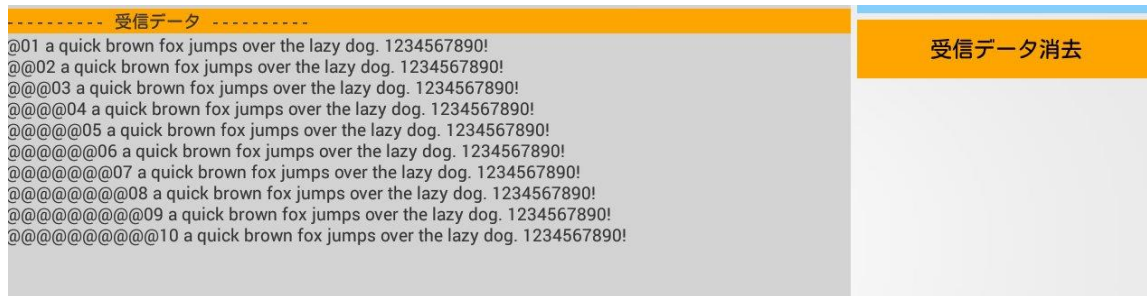 - - - - - - - - - - 受信データ - - - - - - - - - -
@01 a quick brown fox jumps over the lazy dog. 1234567890!
@@02 a quick brown fox jumps over the lazy dog. 1234567890!
@@@03 a quick brown fox jumps over the lazy dog. 1234567890!
@@@@04 a quick brown fox jumps over the lazy dog. 1234567890!
@@@@@05 a quick brown fox jumps over the lazy dog. 1234567890!
@@@@@@06 a quick brown fox jumps over the lazy dog. 1234567890!
@@@@@@@07 a quick brown fox jumps over the lazy dog. 1234567890!
@@@@@@@@08 a quick brown fox jumps over the lazy dog. 1234567890!
@@@@@@@@@09 a quick brown fox jumps over the lazy dog. 1234567890!
@@@@@@@@@@10 a quick brown fox jumps over the lazy dog. 1234567890!
受信データ消去